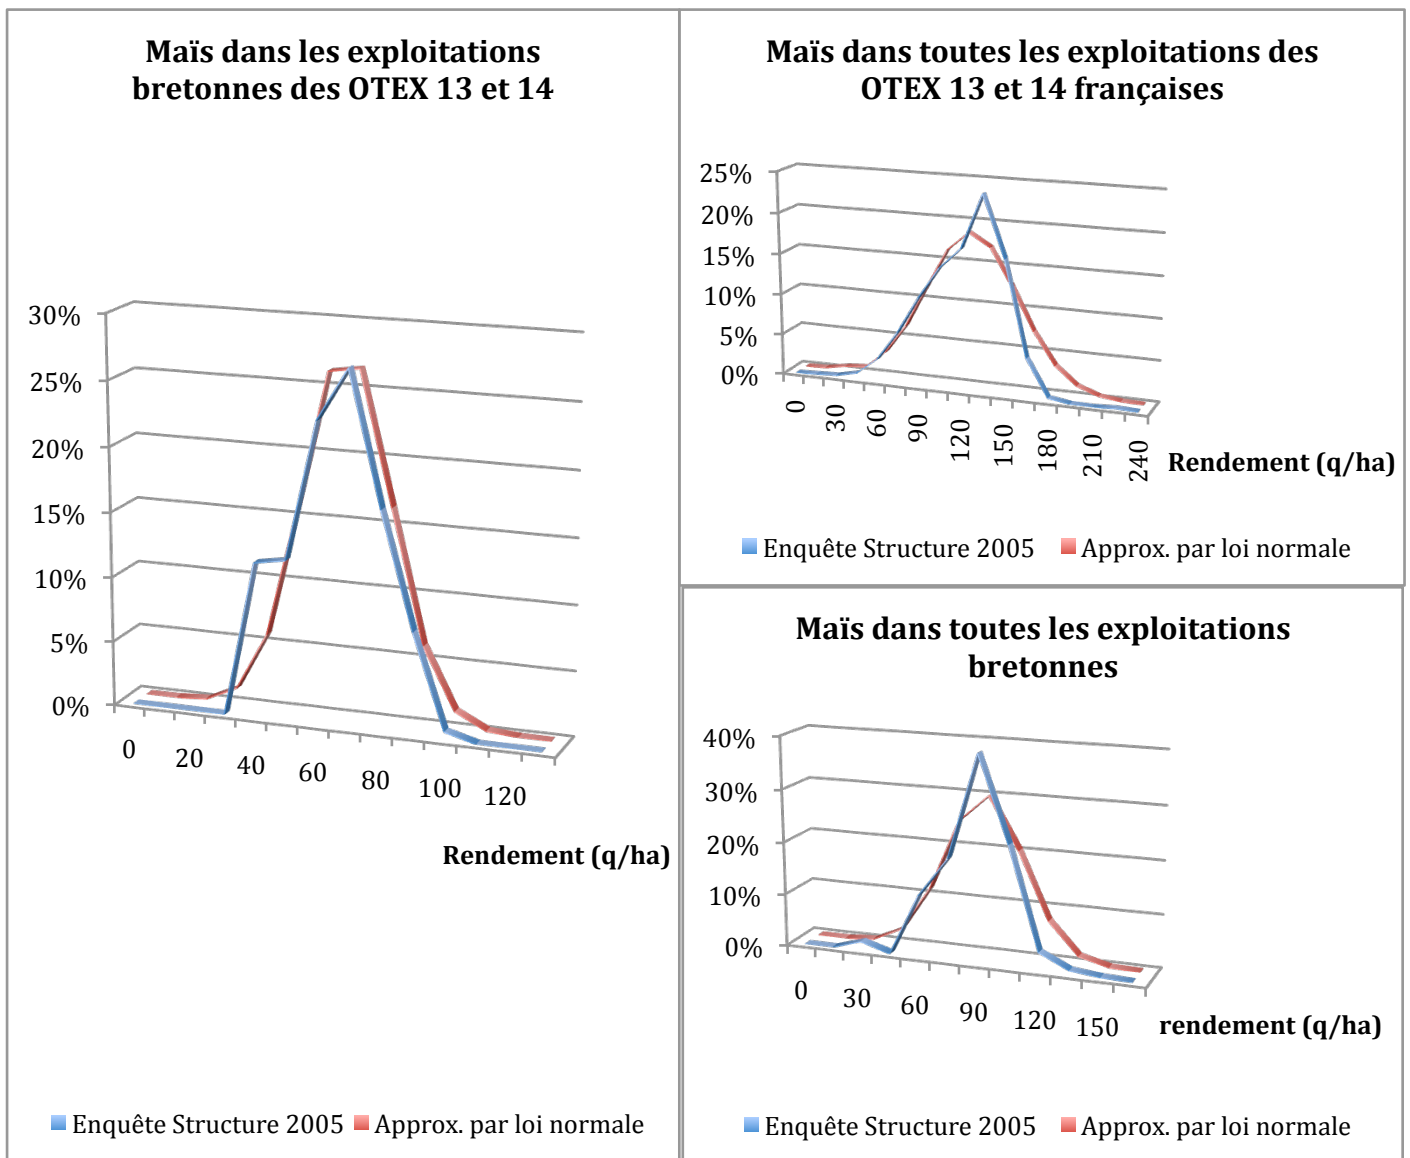 Maïs dans les exploitations
bretonnes des OTEX 13 et 14
30%
25%
20%
15%
10%
5%
0%
0 20 40 60 80 100 120
Rendement (q/ha)
Enquête Structure 2005 Approx. par loi normale
Maïs dans toutes les exploitations des
OTEX 13 et 14 françaises
25%
20%
15%
10%
5%
0%
0 30 60 90 120 150 180 210 240
Rendement (q/ha)
Enquête Structure 2005 Approx. par loi normale
Maïs dans toutes les exploitations
bretonnes
40%
30%
20%
10%
0%
0 30 60 90 120 150
rendement (q/ha)
Enquête Structure 2005 Approx. par loi normale